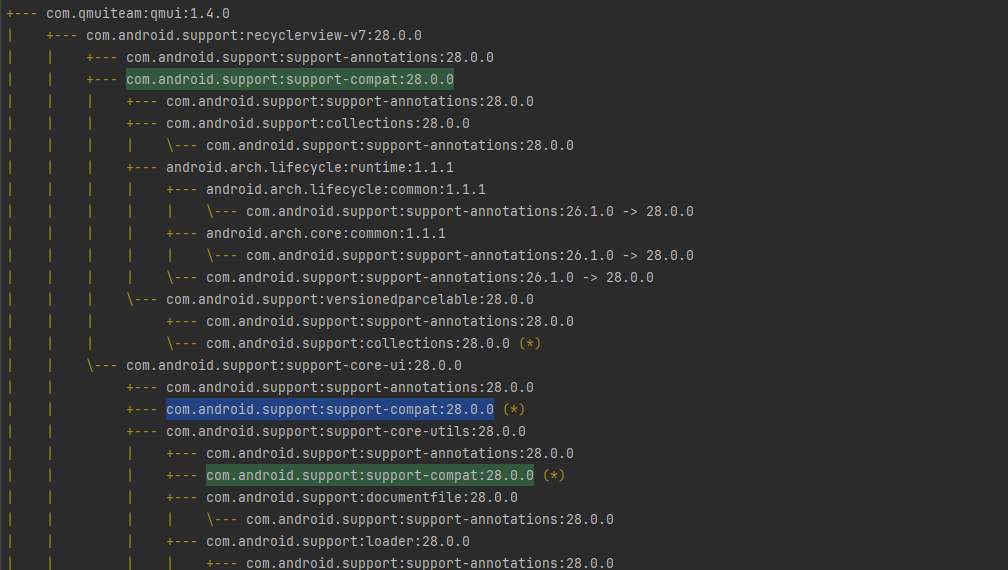 +--- com.qmuiteam:qmui:1.4.0
|    +--- com.android.support:recyclerview-v7:28.0.0
|    |    +--- com.android.support:support-annotations:28.0.0
|    |    +--- com.android.support:support-compat:28.0.0
|    |    |    +--- com.android.support:support-annotations:28.0.0
|    |    |    +--- com.android.support:collections:28.0.0
|    |    |    |    \--- com.android.support:support-annotations:28.0.0
|    |    |    +--- android.arch.lifecycle:runtime:1.1.1
|    |    |    |    +--- android.arch.lifecycle:common:1.1.1
|    |    |    |    |    \--- com.android.support:support-annotations:26.1.0 -> 28.0.0
|    |    |    |    +--- android.arch.core:common:1.1.1
|    |    |    |    |    \--- com.android.support:support-annotations:26.1.0 -> 28.0.0
|    |    |    |    \--- com.android.support:support-annotations:26.1.0 -> 28.0.0
|    |    |    \--- com.android.support:versionedparcelable:28.0.0
|    |    |         +--- com.android.support:support-annotations:28.0.0
|    |    |         \--- com.android.support:collections:28.0.0 (*)
|    |    \--- com.android.support:support-core-ui:28.0.0
|    |         +--- com.android.support:support-annotations:28.0.0
|    |         +--- com.android.support:support-compat:28.0.0 (*)
|    |         +--- com.android.support:support-core-utils:28.0.0
|    |         |    +--- com.android.support:support-annotations:28.0.0
|    |         |    +--- com.android.support:support-compat:28.0.0 (*)
|    |         |    +--- com.android.support:documentfile:28.0.0
|    |         |    |    \--- com.android.support:support-annotations:28.0.0
|    |         |    +--- com.android.support:loader:28.0.0
|    |         |    |    +--- com.android.support:support-annotations:28.0.0